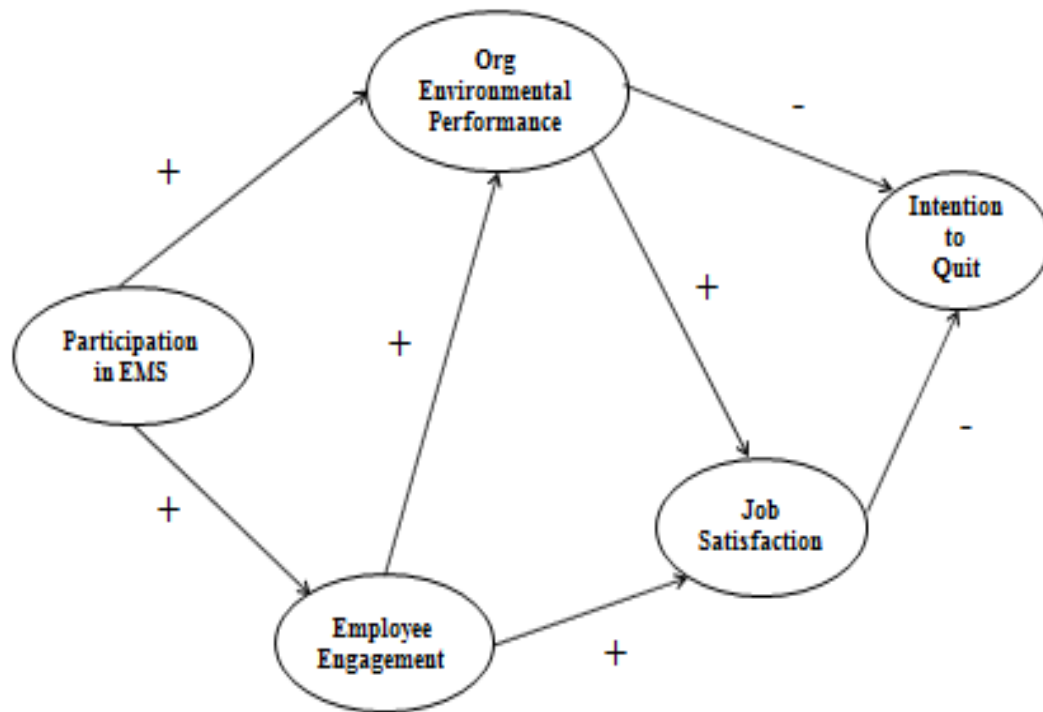 Org
Environmental
Performance
-
+
Intention
to
Quit
+
+
Participation
in EMS
-
+
Job
Satisfaction
Employee
Engagement
+